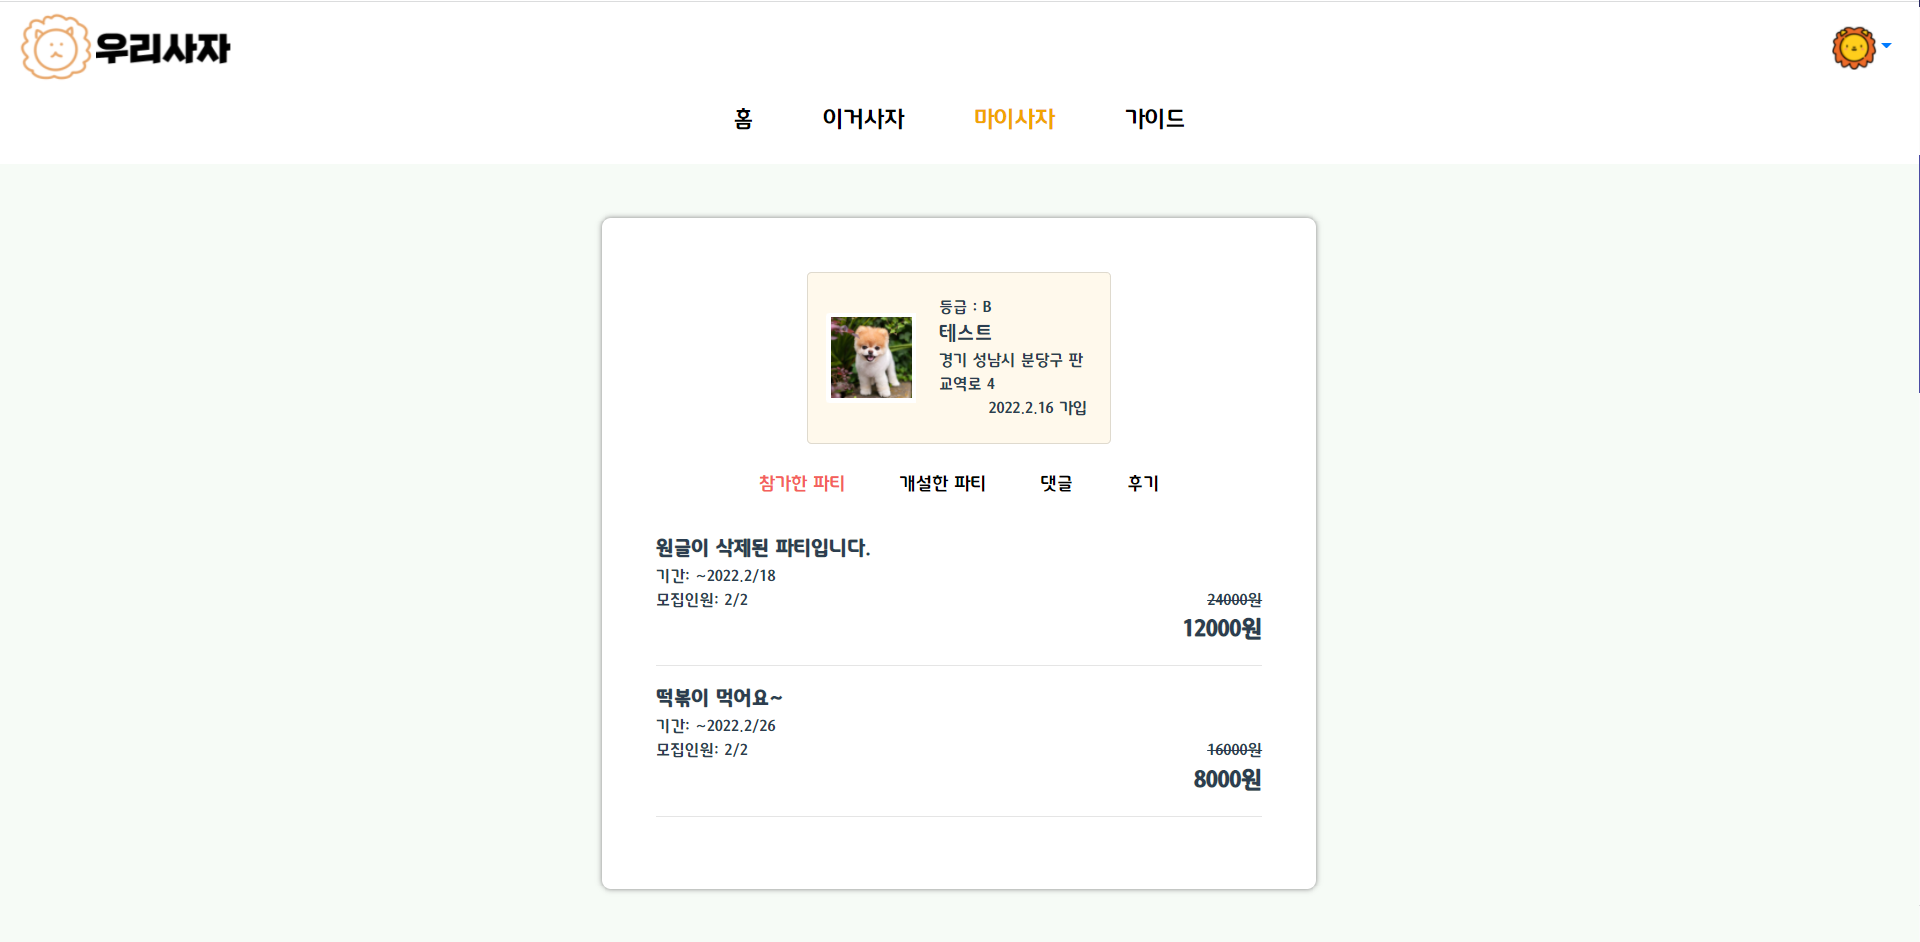 우리사자
홈 이거사자 마이사자 가이드
등급 : B
테스트
경기 성남시 분당구 판
교역로 4
2022.2.16 가입
참가한 파티 개설한 파티 댓글 후기
원글이 삭제된 파티입니다.
기간: ~2022.2/18
모집인원: 2/2
24000원
12000원
떡볶이 먹어요~
기간: ~2022.2/26
모집인원: 2/2
16000원
8000원